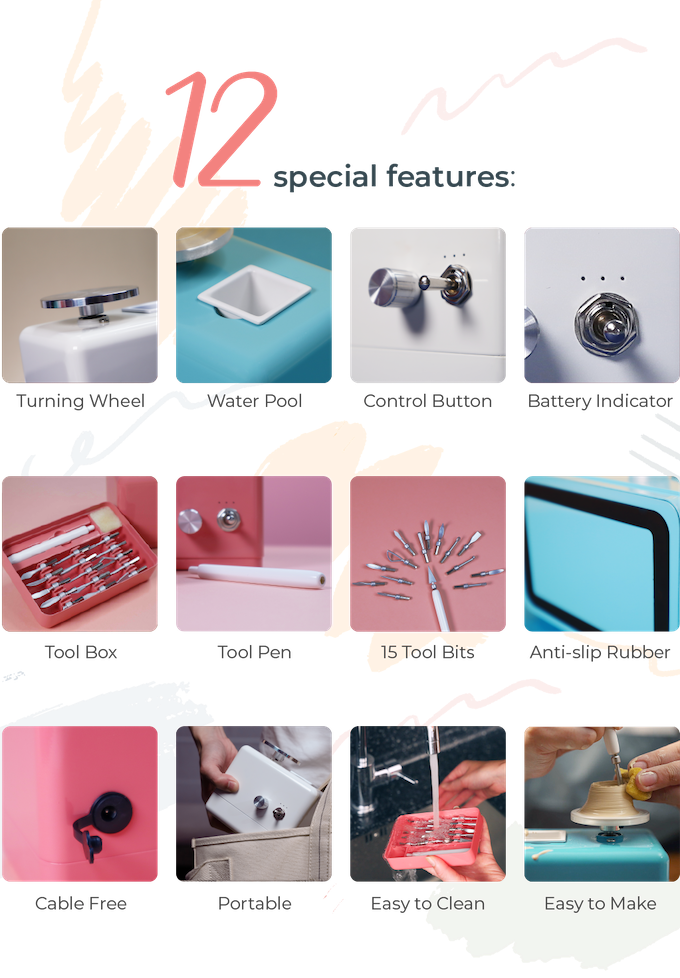 12 special features:
Turning Wheel
Water Pool
Control Button
Battery Indicator
Tool Box
Tool Pen
15 Tool Bits
Anti-slip Rubber
Cable Free
Portable
Easy to Clean
Easy to Make